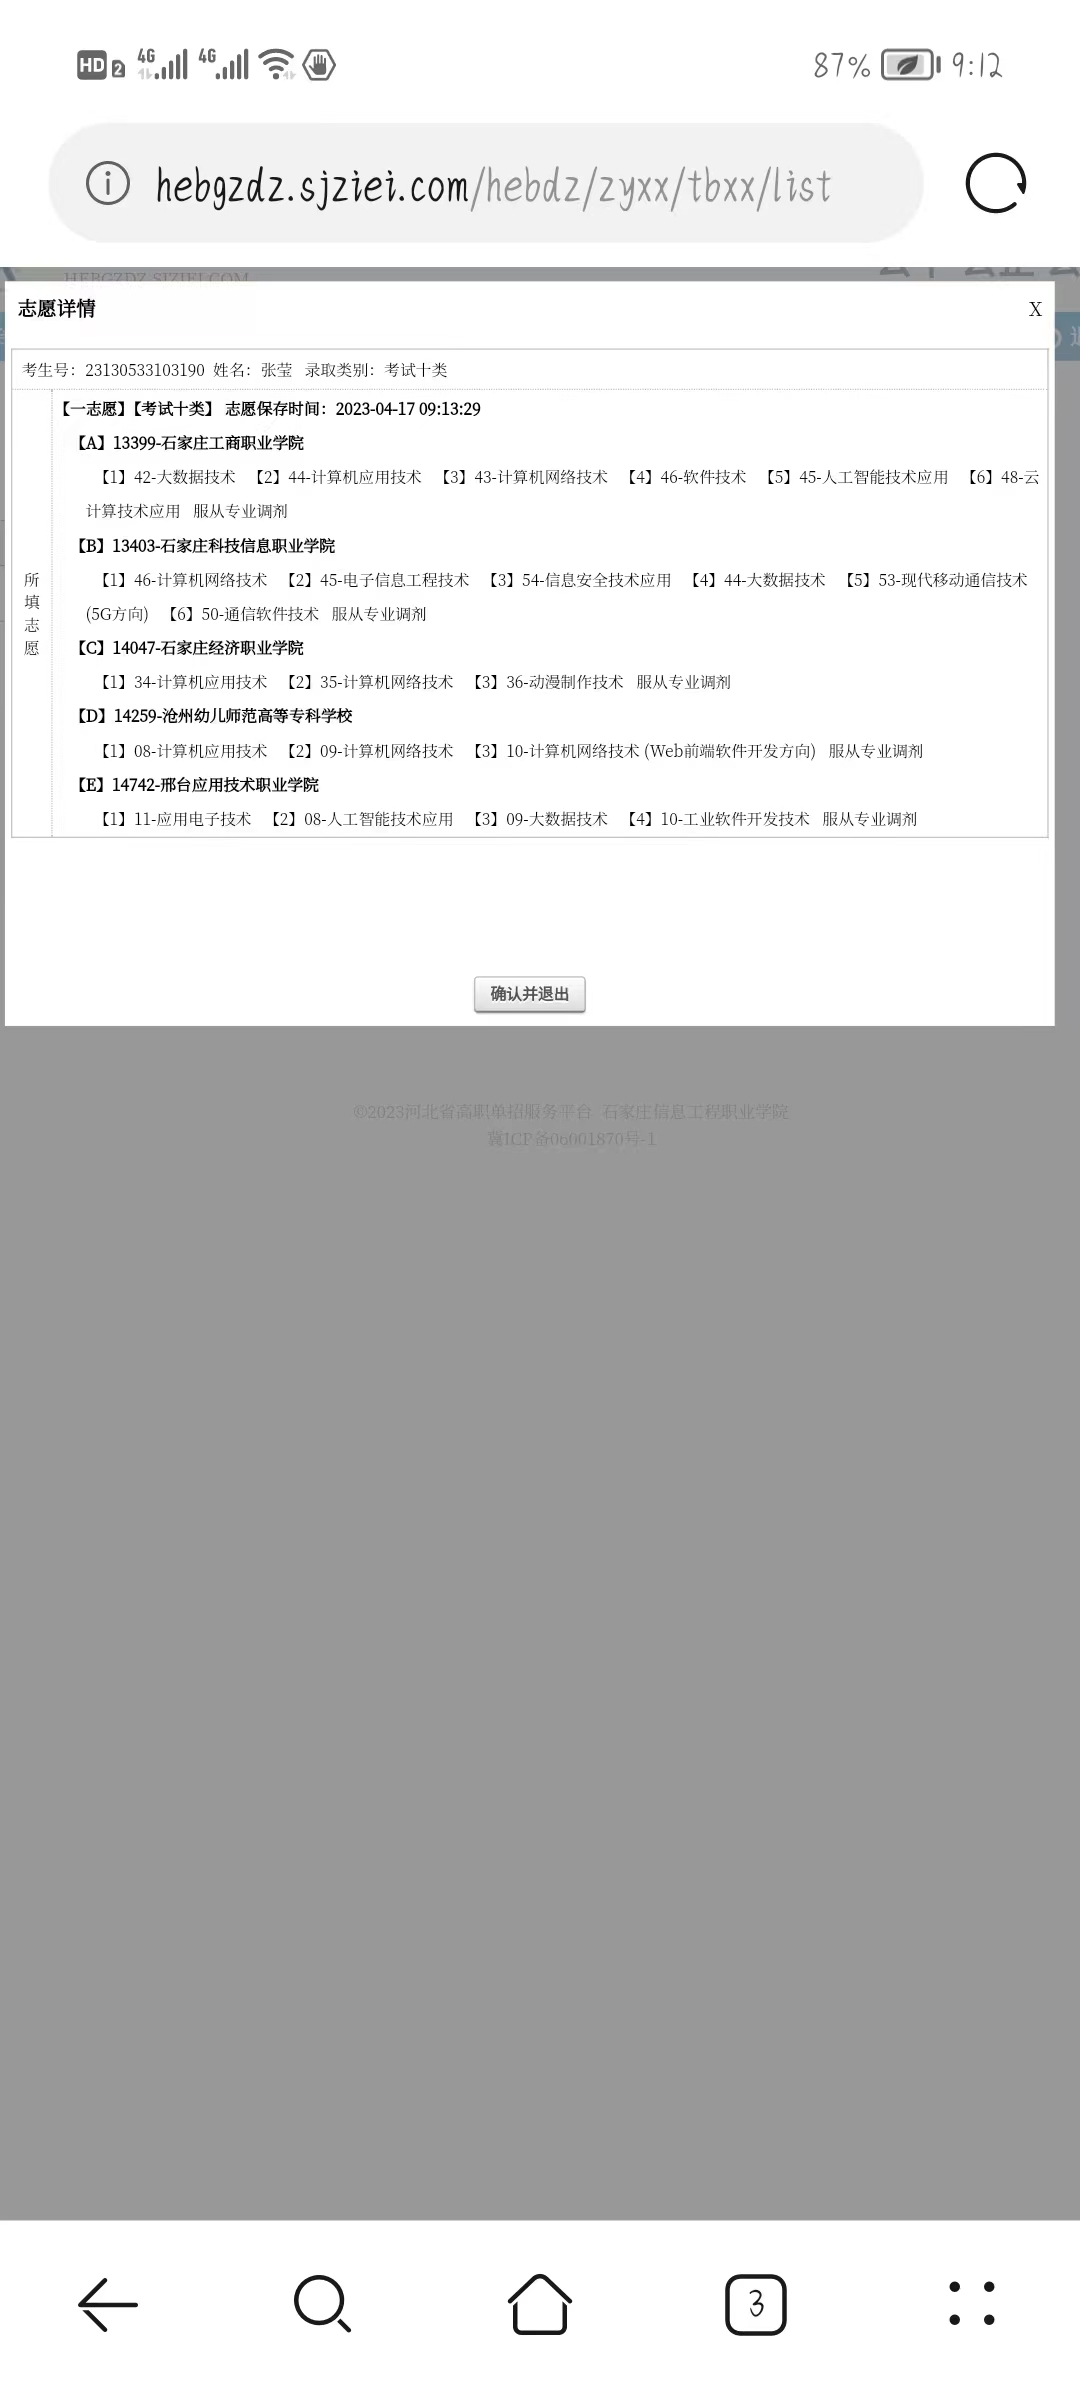 HD 2 4G 4G 87% 9:12
hebgzdz.sjziei.com/hebdz/zyxx/tbxx/list
HEBGZDZ.SJZIEI.COM
志愿详情 X
考生号：23130533103190 姓名：张莹 录取类别：考试十类
所填志愿
【一志愿】【考试十类】 志愿保存时间：2023-04-17 09:13:29
【A】13399-石家庄工商职业学院
【1】42-大数据技术 【2】44-计算机应用技术 【3】43-计算机网络技术 【4】46-软件技术 【5】45-人工智能技术应用 【6】48-云
计算技术应用 服从专业调剂
【B】13403-石家庄科技信息职业学院
【1】46-计算机网络技术 【2】45-电子信息工程技术 【3】54-信息安全技术应用 【4】44-大数据技术 【5】53-现代移动通信技术
(5G方向) 【6】50-通信软件技术 服从专业调剂
【C】14047-石家庄经济职业学院
【1】34-计算机应用技术 【2】35-计算机网络技术 【3】36-动漫制作技术 服从专业调剂
【D】14259-沧州幼儿师范高等专科学校
【1】08-计算机应用技术 【2】09-计算机网络技术 【3】10-计算机网络技术 (Web前端软件开发方向) 服从专业调剂
【E】14742-邢台应用技术职业学院
【1】11-应用电子技术 【2】08-人工智能技术应用 【3】09-大数据技术 【4】10-工业软件开发技术 服从专业调剂
确认并退出
©2023河北省高职单招服务平台 石家庄信息工程职业学院
冀ICP备06001870号-1
3